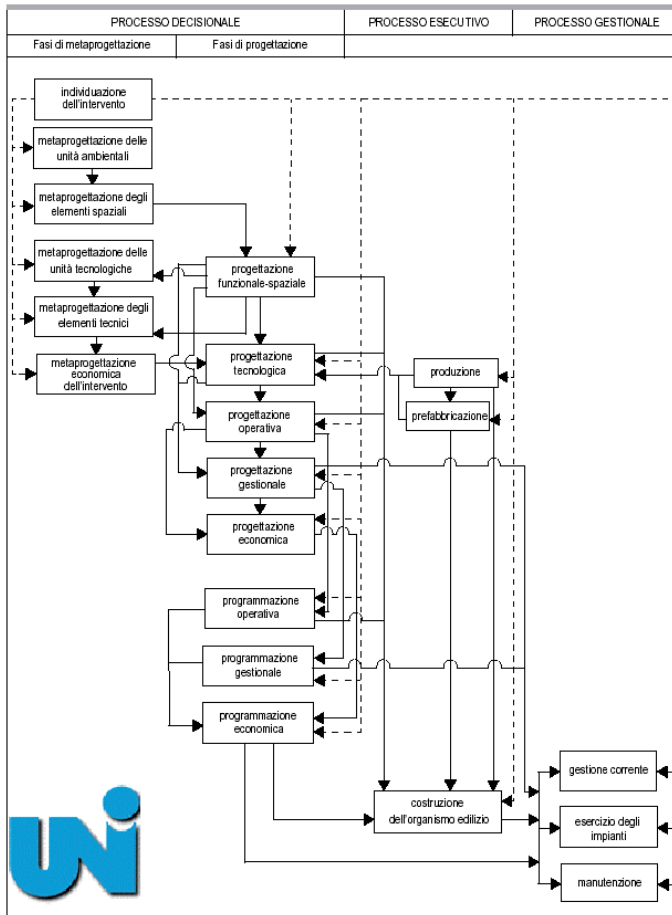 PROCESSO DECISIONALE
PROCESSO ESECUTIVO
PROCESSO GESTIONALE
Fasi di metaprogettazione
Fasi di progettazione
individuazione
dell'intervento
metaprogettazione delle
unità ambientali
metaprogettazione degli
elementi spaziali
metaprogettazione delle
unità tecnologiche
metaprogettazione degli
elementi tecnici
metaprogettazione
economica
dell'intervento
progettazione
funzionale-spaziale
progettazione
tecnologica
progettazione
operativa
progettazione
gestionale
progettazione
economica
programmazione
operativa
programmazione
gestionale
programmazione
economica
produzione
prefabbricazione
costruzione
dell'organismo edilizio
gestione corrente
esercizio degli
impianti
manutenzione
UNI